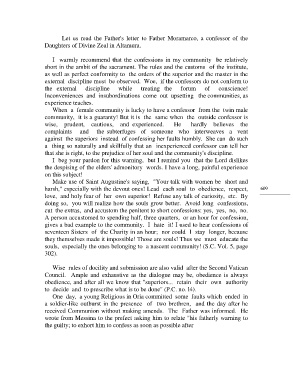 Let us read the Father's letter to Father Moramarco, a confessor of the
Daughters of Divine Zeal in Altamura.
I warmly recommend that the confessions in my community be relatively
short in the ambit of the sacrament. The rules and the customs of the institute,
as well as perfect conformity to the orders of the superior and the master in the
external discipline must be observed. Woe, if the confessors do not conform to
the external discipline while treating the forum of conscience!
Inconveniences and insubordinations come out upsetting the communities, as
experience teaches.
When a female community is lucky to have a confessor from the twin male
community, it is a guaranty! But it is the same when the outside confessor is
wise, prudent, cautious, and experienced. He hardly believes the
complaints and the subterfuges of someone who interweaves a vent
against the superiors instead of confessing her faults humbly. She can do such
a thing so naturally and skillfully that an inexperienced confessor can tell her
that she is right, to the prejudice of her soul and the community's discipline.
I beg your pardon for this warning, but I remind you that the Lord dislikes
the despising of the elders' admonitory words. I have a long, painful experience
on this subject!
Make me of Saint Augustine's saying, "Your talk with women be short and
harsh," especially with the devout ones! Lead each soul to obedience, respect,
love, and holy fear of her own superior! Refuse any talk of curiosity, etc. By
doing so, you will realize how the souls grow better. Avoid long confessions,
cut the extras, and accustom the penitent to short confessions: yes, yes, no, no.
A person accustomed to spend half, three quarters, or an hour for confession,
gives a bad example to the community. I hate it! I used to hear confessions of
seventeen Sisters of the Charity in an hour; nor could I stay longer, because
they themselves made it impossible! Those are souls! Thus we must educate the
souls, especially the ones belonging to a nascent community! (S.C. Vol. 5, page
302).
Wise rules of docility and submission are also valid after the Second Vatican
Council. Ample and exhaustive as the dialogue may be, obedience is always
obedience, and after all we know that "superiors... retain their own authority
to decide and to prescribe what is to be done" (P.C. no. 14).
One day, a young Religious in Oria committed some faults which ended in
a soldier-like outburst in the presence of two brethren, and the day after he
received Communion without making amends. The Father was informed. He
wrote from Messina to the prefect asking him to relate "his fatherly warning to
the guilty; to exhort him to confess as soon as possible after
609